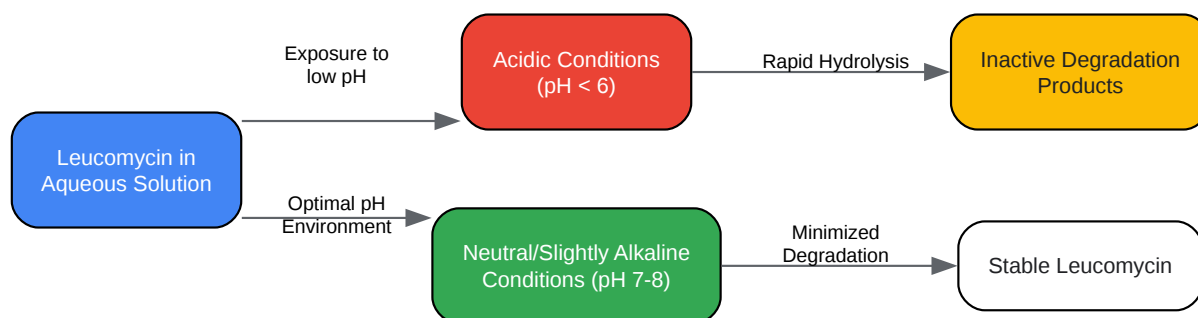 Exposure to
low pH
Acidic Conditions
(pH < 6)
Rapid Hydrolysis
Inactive Degradation
Products
Leucomycin in
Aqueous Solution
Optimal pH
Environment
Neutral/Slightly Alkaline
Conditions (pH 7-8)
Minimized
Degradation
Stable Leucomycin